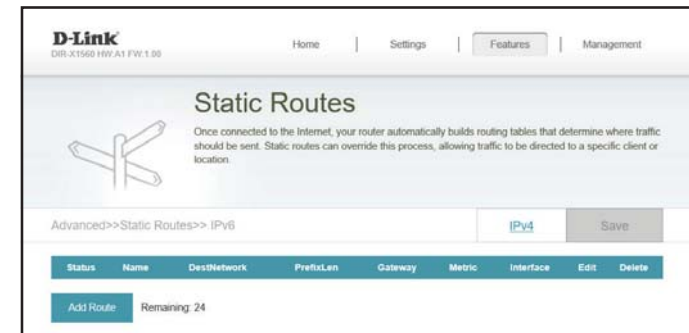 D-Link
DIR-X1560 HW:A1 FW:1.00
Home | Settings | Features | Management
Static Routes
Once connected to the Internet, your router automatically builds routing tables that determine where traffic
should be sent. Static routes can override this process, allowing traffic to be directed to a specific client or
location.
Advanced>>Static Routes>> IPv6
IPv4
Save
Status Name DestNetwork PrefixLen Gateway Metric Interface Edit Delete
Add Route Remaining: 24